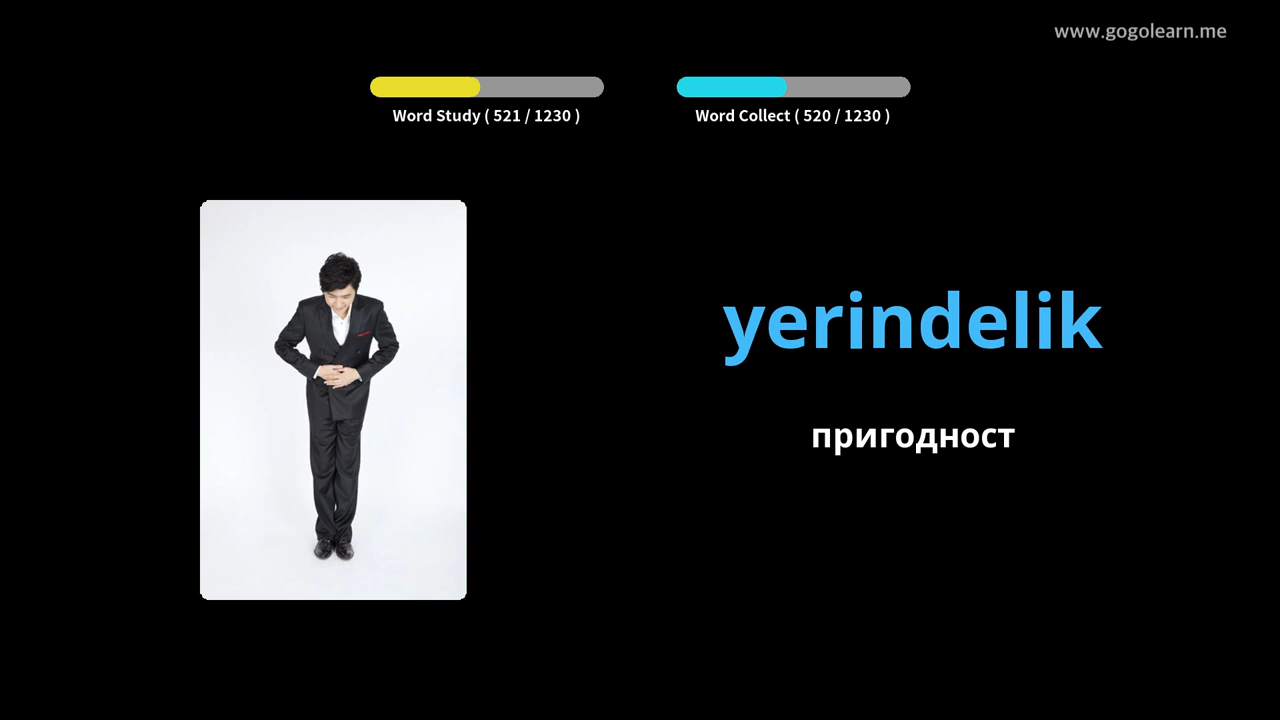 www.gogolearn.me
Word Study ( 521 / 1230 )
Word Collect ( 520 / 1230 )
yerindelik
пригодност